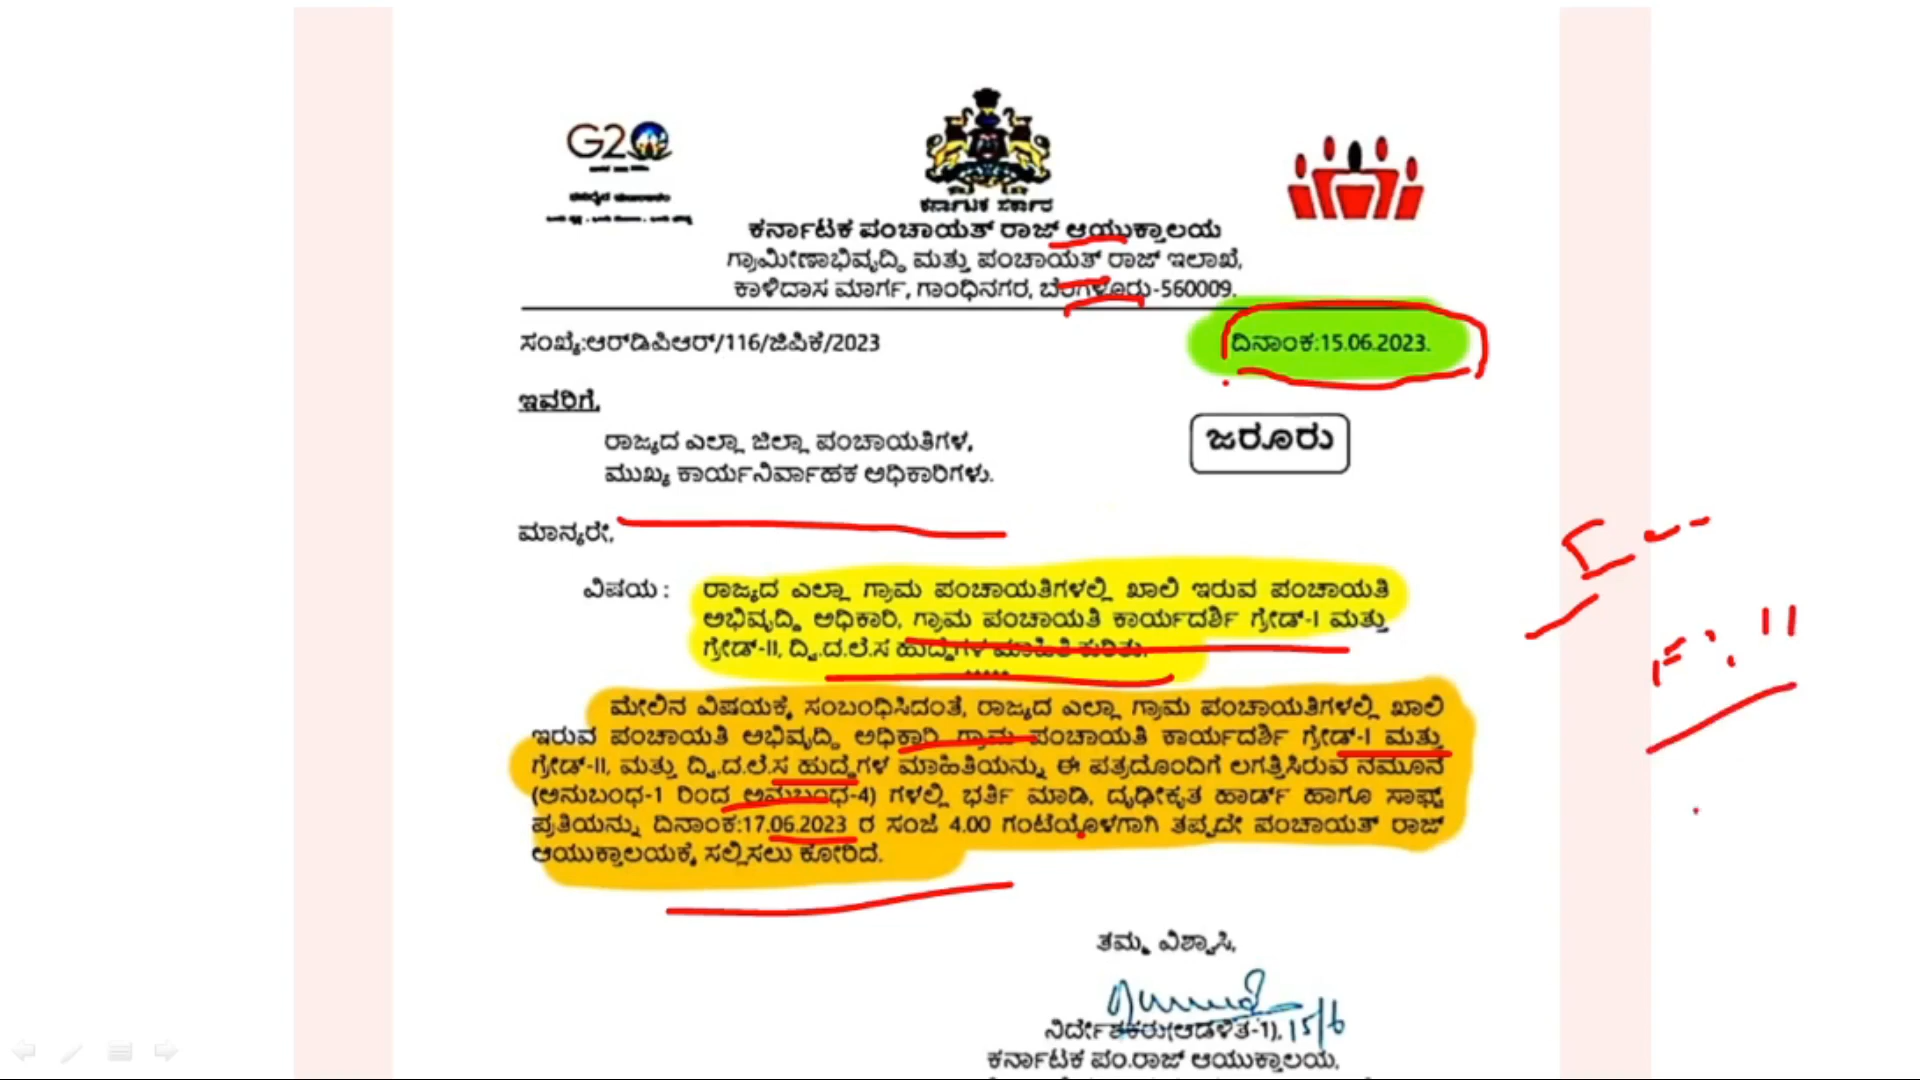 G20
ಕರ್ನಾಟಕ ಸರ್ಕಾರ
ಕರ್ನಾಟಕ ಪಂಚಾಯತ್ ರಾಜ್ ಆಯುಕ್ತಾಲಯ
ಗ್ರಾಮೀಣಾಭಿವೃದ್ಧಿ ಮತ್ತು ಪಂಚಾಯತ್ ರಾಜ್ ಇಲಾಖೆ,
ಕಾಳಿದಾಸ ಮಾರ್ಗ, ಗಾಂಧಿನಗರ, ಬೆಂಗಳೂರು-560009.
ಸಂಖ್ಯೆ:ಆರ್‌ಡಿಪಿಆರ್/116/ಜಿಪಿಕೆ/2023
ದಿನಾಂಕ:15.06.2023.
ಇವರಿಗೆ,
ಜರೂರು
ರಾಜ್ಯದ ಎಲ್ಲಾ ಜಿಲ್ಲಾ ಪಂಚಾಯತಿಗಳ,
ಮುಖ್ಯ ಕಾರ್ಯನಿರ್ವಾಹಕ ಅಧಿಕಾರಿಗಳು.
ಮಾನ್ಯರೇ,
ವಿಷಯ : ರಾಜ್ಯದ ಎಲ್ಲಾ ಗ್ರಾಮ ಪಂಚಾಯತಿಗಳಲ್ಲಿ ಖಾಲಿ ಇರುವ ಪಂಚಾಯತಿ
ಅಭಿವೃದ್ಧಿ ಅಧಿಕಾರಿ, ಗ್ರಾಮ ಪಂಚಾಯತಿ ಕಾರ್ಯದರ್ಶಿ ಗ್ರೇಡ್-I ಮತ್ತು
ಗ್ರೇಡ್-II, ದ್ವಿ.ದ.ಲೆ.ಸ ಹುದ್ದೆಗಳ ಮಾಹಿತಿ ಕುರಿತು.
*****
ಮೇಲಿನ ವಿಷಯಕ್ಕೆ ಸಂಬಂಧಿಸಿದಂತೆ, ರಾಜ್ಯದ ಎಲ್ಲಾ ಗ್ರಾಮ ಪಂಚಾಯತಿಗಳಲ್ಲಿ ಖಾಲಿ
ಇರುವ ಪಂಚಾಯತಿ ಅಭಿವೃದ್ಧಿ ಅಧಿಕಾರಿ ಗ್ರಾಮ ಪಂಚಾಯತಿ ಕಾರ್ಯದರ್ಶಿ ಗ್ರೇಡ್-I ಮತ್ತು
ಗ್ರೇಡ್-II, ಮತ್ತು ದ್ವಿ.ದ.ಲೆ.ಸ ಹುದ್ದೆಗಳ ಮಾಹಿತಿಯನ್ನು ಈ ಪತ್ರದೊಂದಿಗೆ ಲಗತ್ತಿಸಿರುವ ನಮೂನೆ
(ಅನುಬಂಧ-1 ರಿಂದ ಅನುಬಂಧ-4) ಗಳಲ್ಲಿ ಭರ್ತಿ ಮಾಡಿ, ದೃಢೀಕೃತ ಹಾರ್ಡ್ ಹಾಗೂ ಸಾಫ್ಟ್
ಪ್ರತಿಯನ್ನು ದಿನಾಂಕ:17.06.2023 ರ ಸಂಜೆ 4.00 ಗಂಟೆಯೊಳಗಾಗಿ ತಪ್ಪದೇ ಪಂಚಾಯತ್ ರಾಜ್
ಆಯುಕ್ತಾಲಯಕ್ಕೆ ಸಲ್ಲಿಸಲು ಕೋರಿದೆ.
ತಮ್ಮ ವಿಶ್ವಾಸಿ,
ನಿರ್ದೇಶಕರು(ಆಡಳಿತ-1), 15/6
ಕರ್ನಾಟಕ ಪಂ.ರಾಜ್ ಆಯುಕ್ತಾಲಯ,